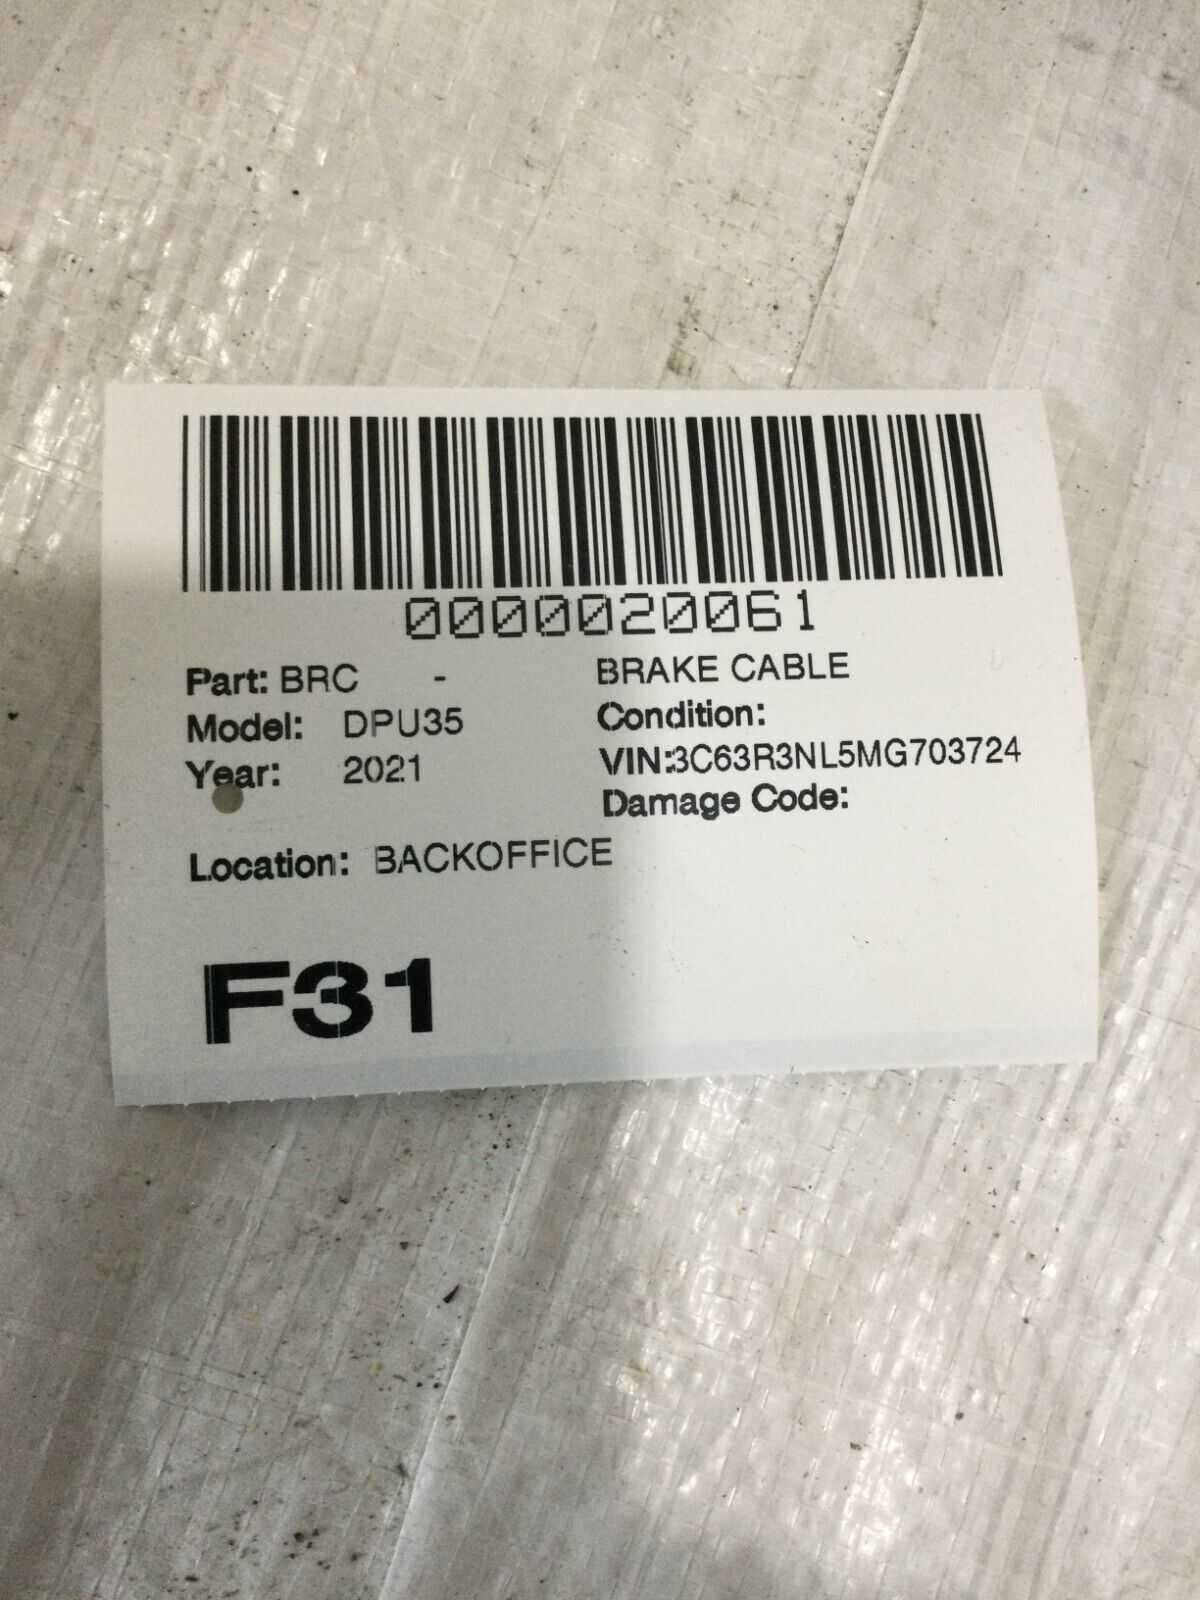 0000020061
Part: BRC - BRAKE CABLE
Model: DPU35 Condition:
Year: 2021 VIN:3C63R3NL5MG703724
Damage Code:
Location: BACKOFFICE
F31